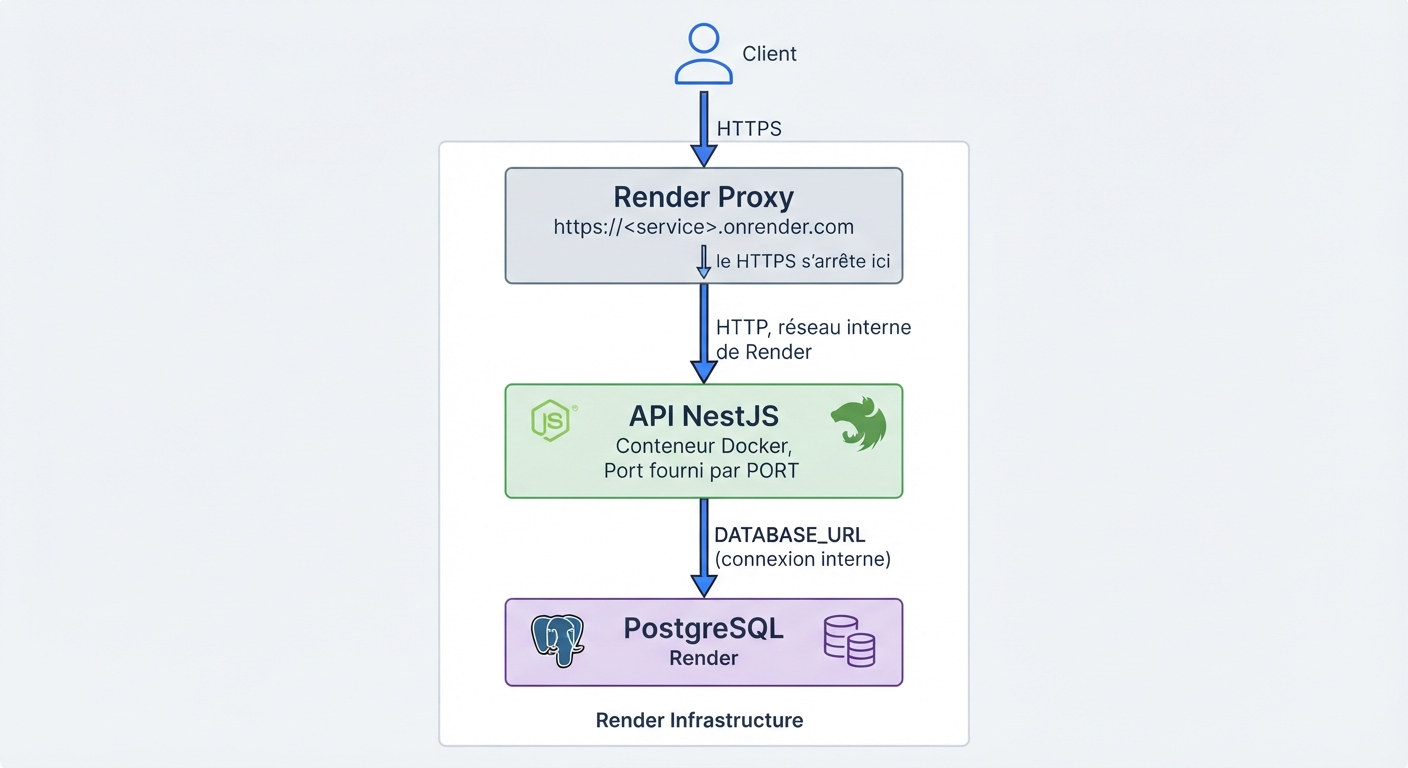 Client
HTTPS
Render Proxy
https://<service>.onrender.com
le HTTPS s’arrête ici
HTTP, réseau interne
de Render
JS
API NestJS
Conteneur Docker,
Port fourni par PORT
DATABASE_URL
(connexion interne)
PostgreSQL
Render
Render Infrastructure